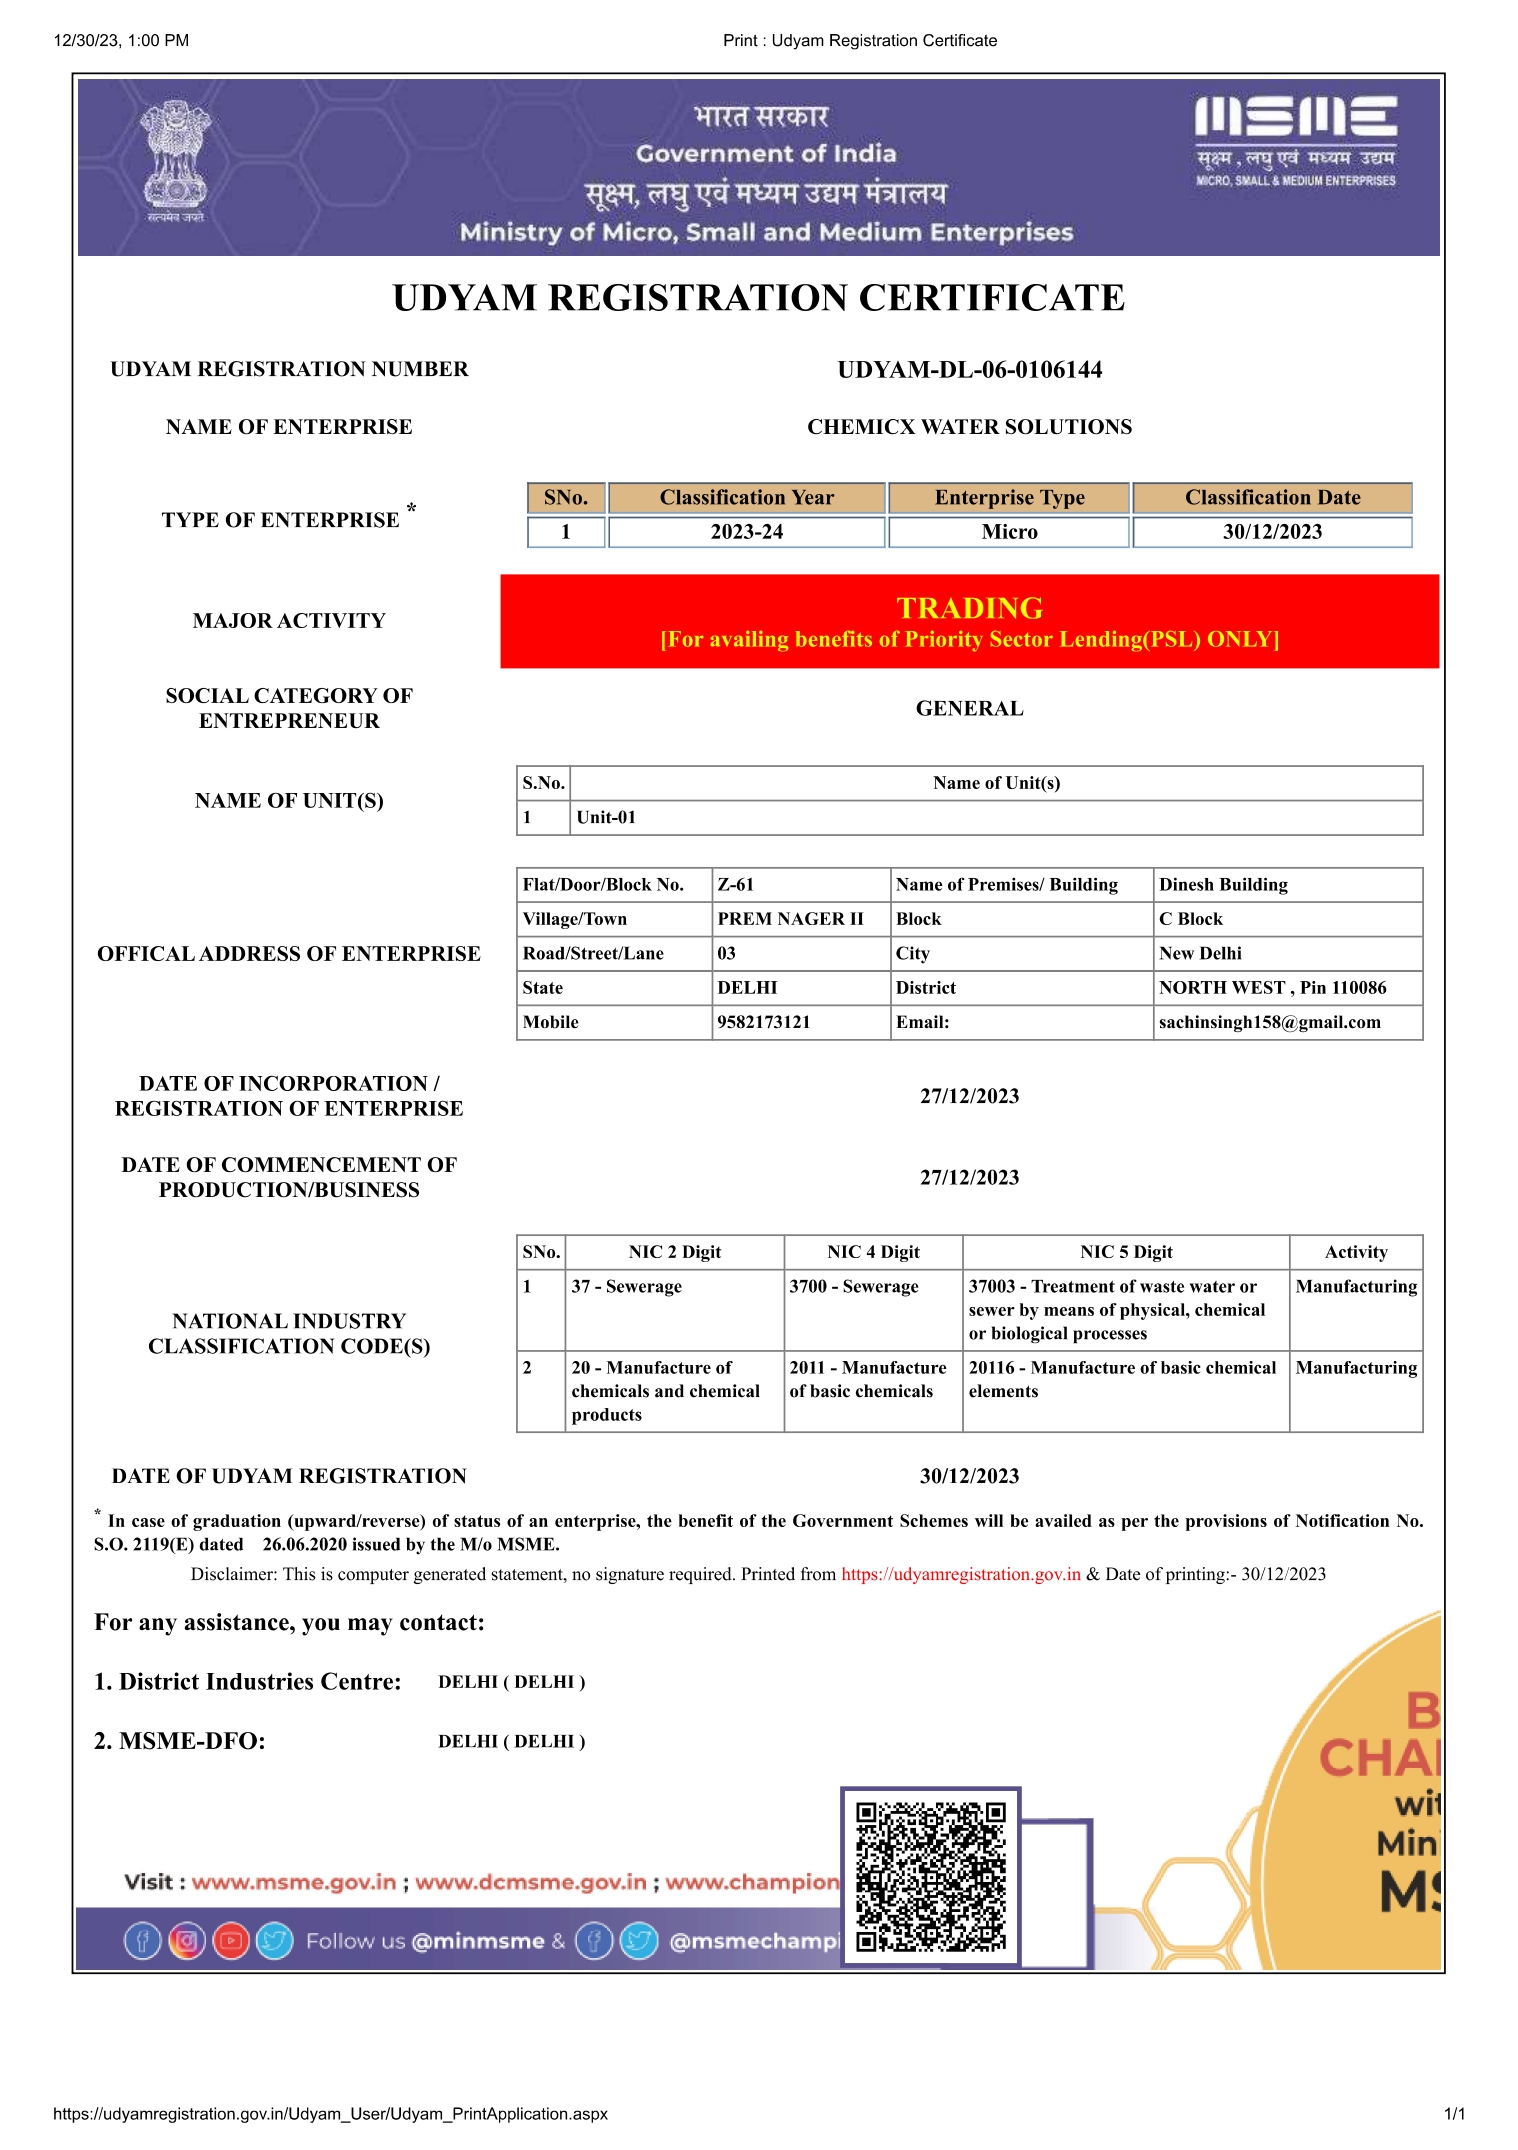 12/30/23, 1:00 PM
Print : Udyam Registration Certificate
सत्यमेव जयते
भारत सरकार
Government of India
सूक्ष्म, लघु एवं मध्यम उद्यम मंत्रालय
Ministry of Micro, Small and Medium Enterprises
MSME
सूक्ष्म , लघु एवं मध्यम उद्यम
MICRO, SMALL & MEDIUM ENTERPRISES
UDYAM REGISTRATION CERTIFICATE
UDYAM REGISTRATION NUMBER
UDYAM-DL-06-0106144
NAME OF ENTERPRISE
CHEMICX WATER SOLUTIONS
TYPE OF ENTERPRISE *
SNo. Classification Year Enterprise Type Classification Date
1 2023-24 Micro 30/12/2023
MAJOR ACTIVITY
TRADING
[For availing benefits of Priority Sector Lending(PSL) ONLY]
SOCIAL CATEGORY OF
ENTREPRENEUR
GENERAL
NAME OF UNIT(S)
S.No. Name of Unit(s)
1 Unit-01
OFFICAL ADDRESS OF ENTERPRISE
Flat/Door/Block No. Z-61 Name of Premises/ Building Dinesh Building
Village/Town PREM NAGER II Block C Block
Road/Street/Lane 03 City New Delhi
State DELHI District NORTH WEST , Pin 110086
Mobile 9582173121 Email: sachinsingh158@gmail.com
DATE OF INCORPORATION /
REGISTRATION OF ENTERPRISE
27/12/2023
DATE OF COMMENCEMENT OF
PRODUCTION/BUSINESS
27/12/2023
NATIONAL INDUSTRY
CLASSIFICATION CODE(S)
SNo. NIC 2 Digit NIC 4 Digit NIC 5 Digit Activity
1 37 - Sewerage 3700 - Sewerage 37003 - Treatment of waste water or Manufacturing
sewer by means of physical, chemical
or biological processes
2 20 - Manufacture of 2011 - Manufacture 20116 - Manufacture of basic chemical Manufacturing
chemicals and chemical of basic chemicals elements
products
DATE OF UDYAM REGISTRATION
30/12/2023
* In case of graduation (upward/reverse) of status of an enterprise, the benefit of the Government Schemes will be availed as per the provisions of Notification No.
S.O. 2119(E) dated 26.06.2020 issued by the M/o MSME.
Disclaimer: This is computer generated statement, no signature required. Printed from https://udyamregistration.gov.in & Date of printing:- 30/12/2023
For any assistance, you may contact:
1. District Industries Centre: DELHI ( DELHI )
2. MSME-DFO: DELHI ( DELHI )
B
CHA
wit
Min
MS
Visit : www.msme.gov.in ; www.dcmsme.gov.in ; www.champion
Follow us @minmsme & @msmechampi
https://udyamregistration.gov.in/Udyam_User/Udyam_PrintApplication.aspx
1/1